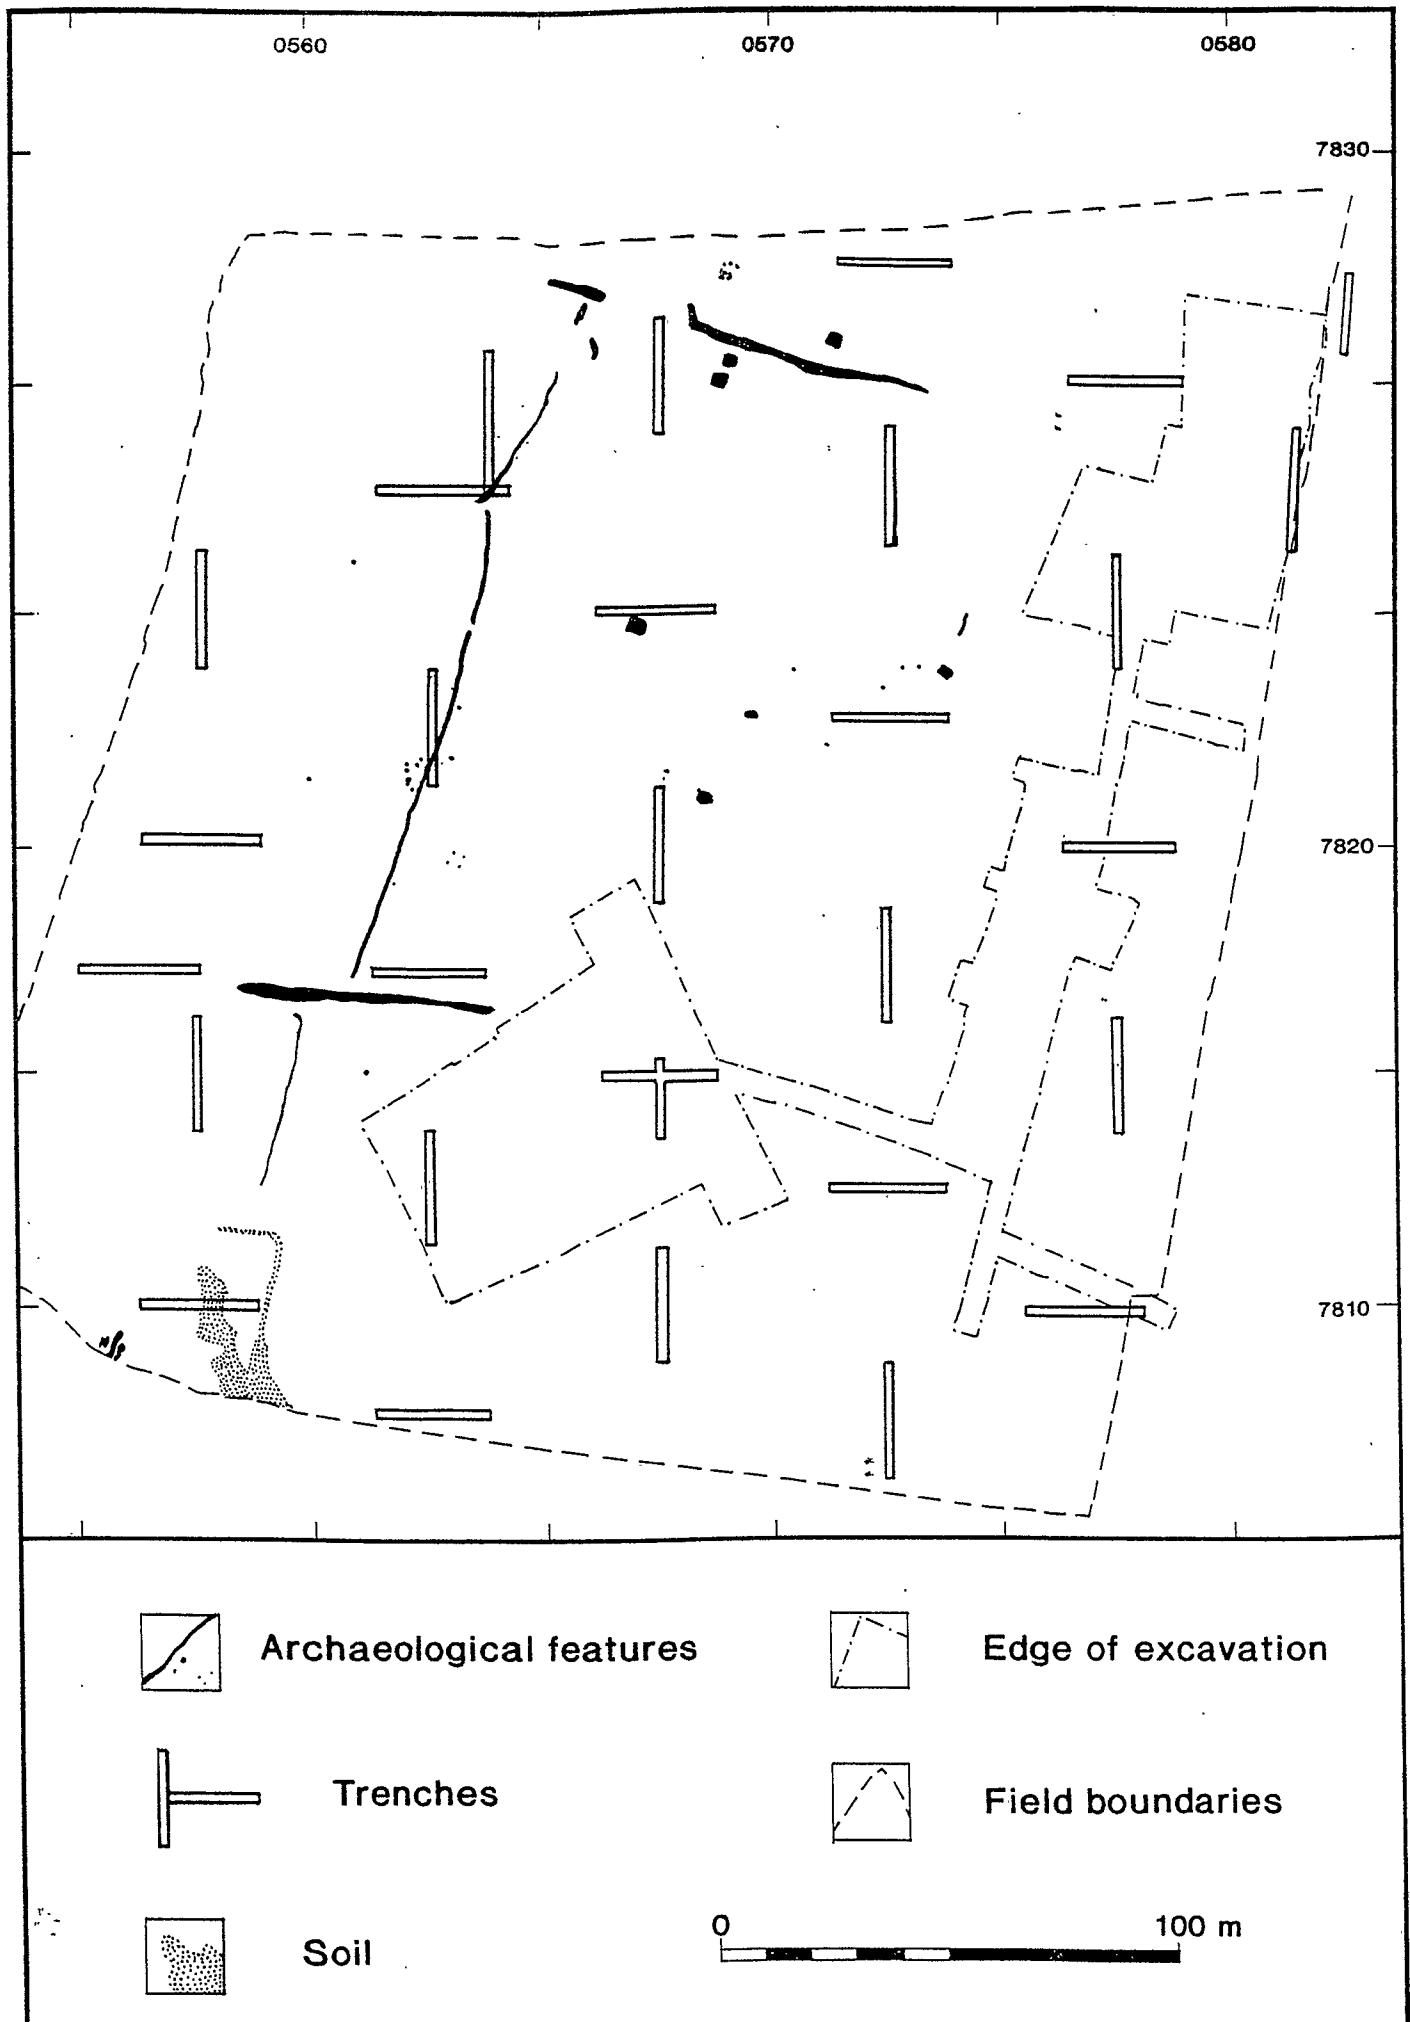 0560 0570 0580
7830
7820
7810
Archaeological features
Edge of excavation
Trenches
Field boundaries
Soil
0 100 m